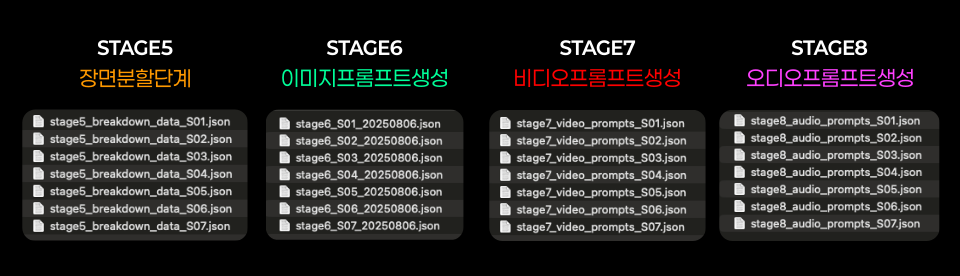 STAGE5
장면분할단계
stage5_breakdown_data_S01.json
stage5_breakdown_data_S02.json
stage5_breakdown_data_S03.json
stage5_breakdown_data_S04.json
stage5_breakdown_data_S05.json
stage5_breakdown_data_S06.json
stage5_breakdown_data_S07.json
STAGE6
이미지프롬프트생성
stage6_S01_20250806.json
stage6_S02_20250806.json
stage6_S03_20250806.json
stage6_S04_20250806.json
stage6_S05_20250806.json
stage6_S06_20250806.json
stage6_S07_20250806.json
STAGE7
비디오프롬프트생성
stage7_video_prompts_S01.json
stage7_video_prompts_S02.json
stage7_video_prompts_S03.json
stage7_video_prompts_S04.json
stage7_video_prompts_S05.json
stage7_video_prompts_S06.json
stage7_video_prompts_S07.json
STAGE8
오디오프롬프트생성
stage8_audio_prompts_S01.json
stage8_audio_prompts_S02.json
stage8_audio_prompts_S03.json
stage8_audio_prompts_S04.json
stage8_audio_prompts_S05.json
stage8_audio_prompts_S06.json
stage8_audio_prompts_S07.json